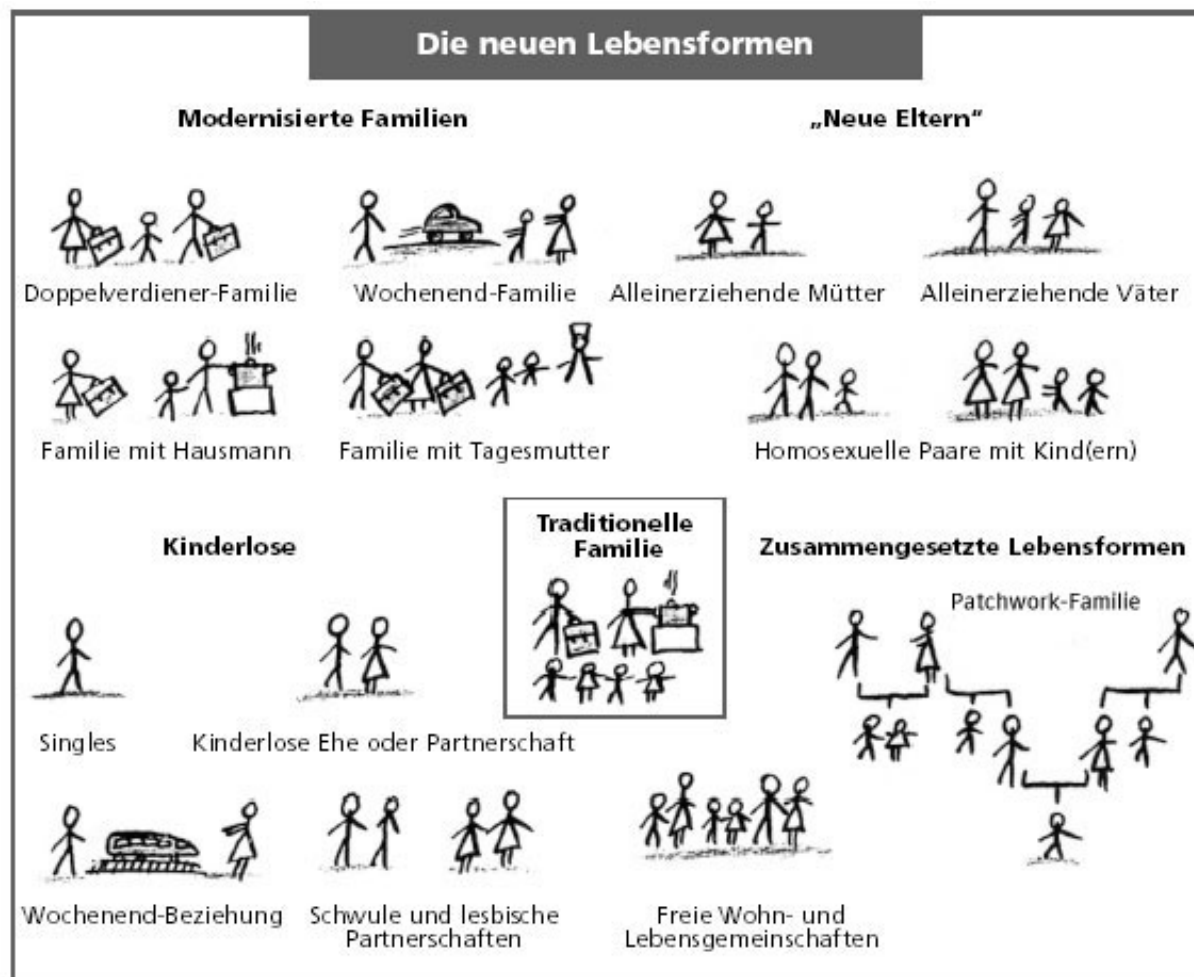 Die neuen Lebensformen
Modernisierte Familien
„Neue Eltern“
Doppelverdiener-Familie
Wochenend-Familie
Alleinerziehende Mütter
Alleinerziehende Väter
Familie mit Hausmann
Familie mit Tagesmutter
Homosexuelle Paare mit Kind(ern)
Kinderlose
Traditionelle
Familie
Zusammengesetzte Lebensformen
Patchwork-Familie
Singles
Kinderlose Ehe oder Partnerschaft
Wochenend-Beziehung
Schwule und lesbische
Partnerschaften
Freie Wohn- und
Lebensgemeinschaften